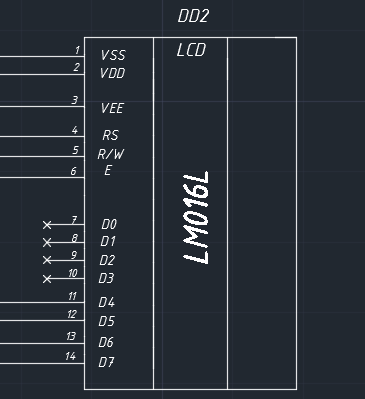 DD2
LCD
1 VSS
2 VDD
3 VEE
4 RS
5 R/W
6 E
7 D0
8 D1
9 D2
10 D3
11 D4
12 D5
13 D6
14 D7
LM016L